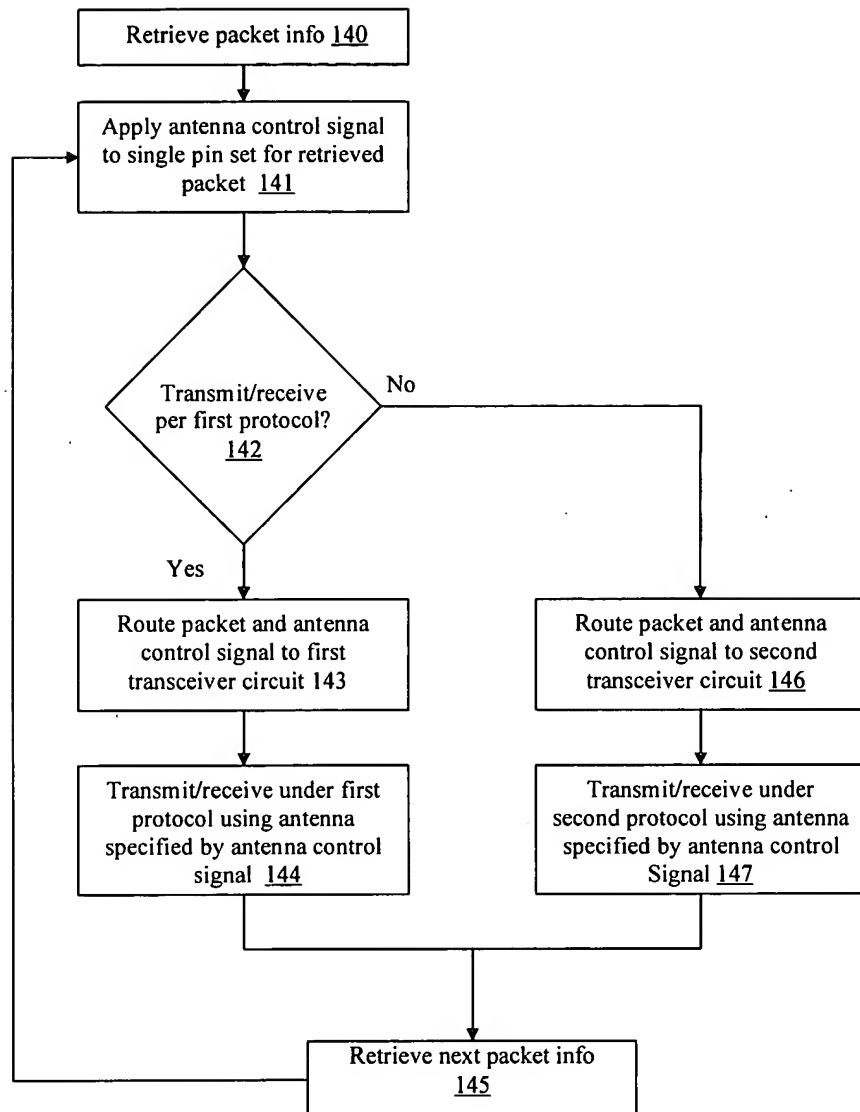 Retrieve packet info 140
Apply antenna control signal
to single pin set for retrieved
packet 141
Transmit/receive
per first protocol?
142
No
Yes
Route packet and antenna
control signal to first
transceiver circuit 143
Route packet and antenna
control signal to second
transceiver circuit 146
Transmit/receive under first
protocol using antenna
specified by antenna control
signal 144
Transmit/receive under
second protocol using antenna
specified by antenna control
Signal 147
Retrieve next packet info
145